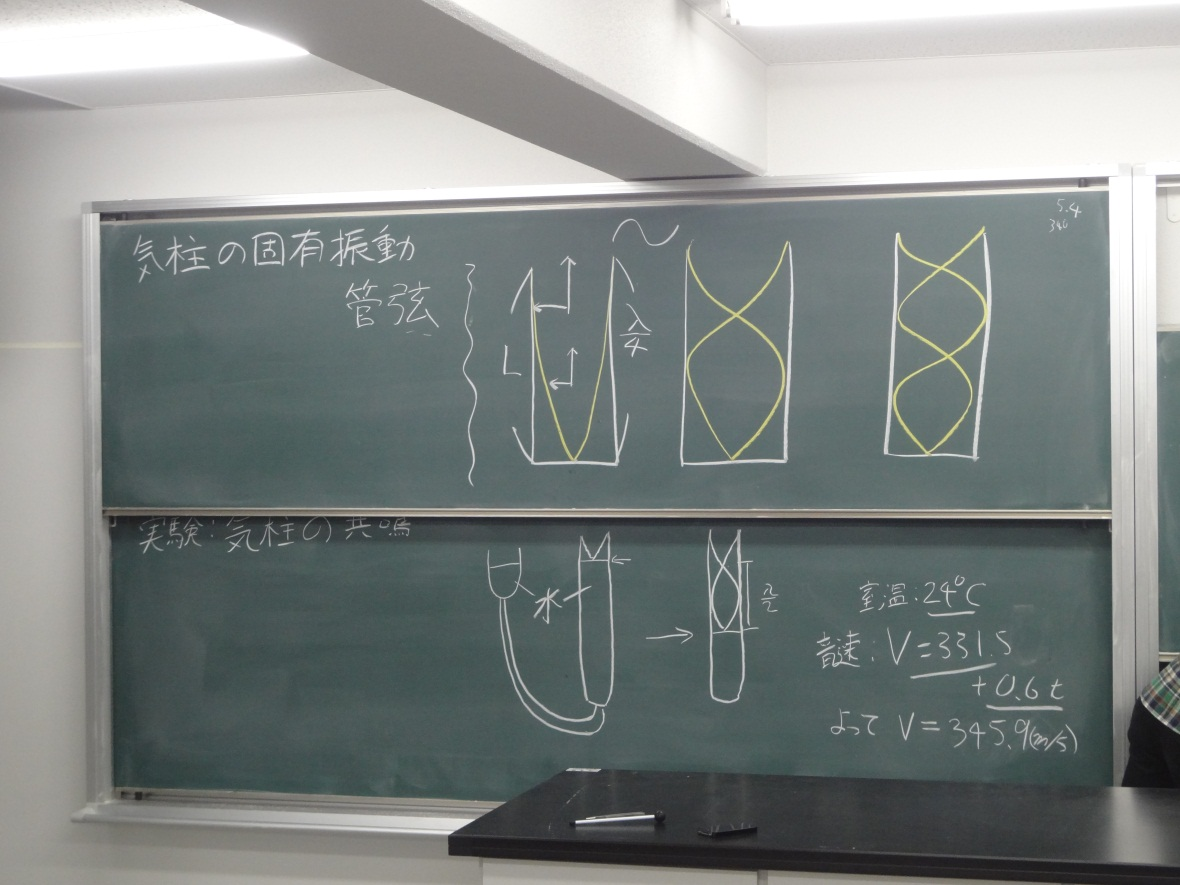 気柱の固有振動
管弦
L
λ/4
5.4
346
実験:気柱の共鳴
水
λ/2
室温:24°C
音速:V=331.5
+0.6t
よって V=345.9(m/s)